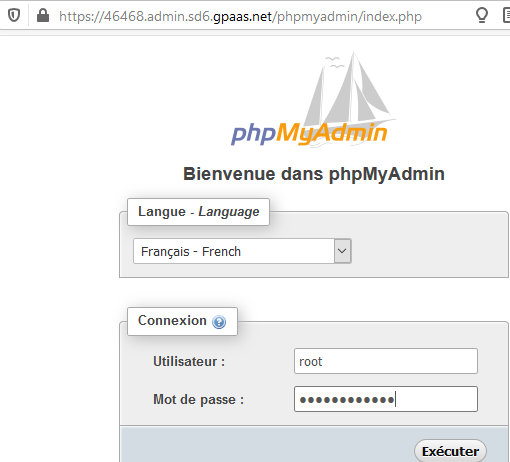 https://46468.admin.sd6.gpaas.net/phpmyadmin/index.php
phpMyAdmin
Bienvenue dans phpMyAdmin
Langue - Language
Français - French
Connexion
Utilisateur :
root
Mot de passe :
●●●●●●●●●●●●
Exécuter